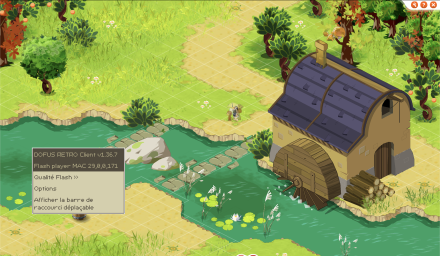 DOFUS RETRO Client v1.36.7
Flash player MAC 29,0,0,171
Qualité Flash >>
Options
Afficher la barre de
raccourci déplaçable